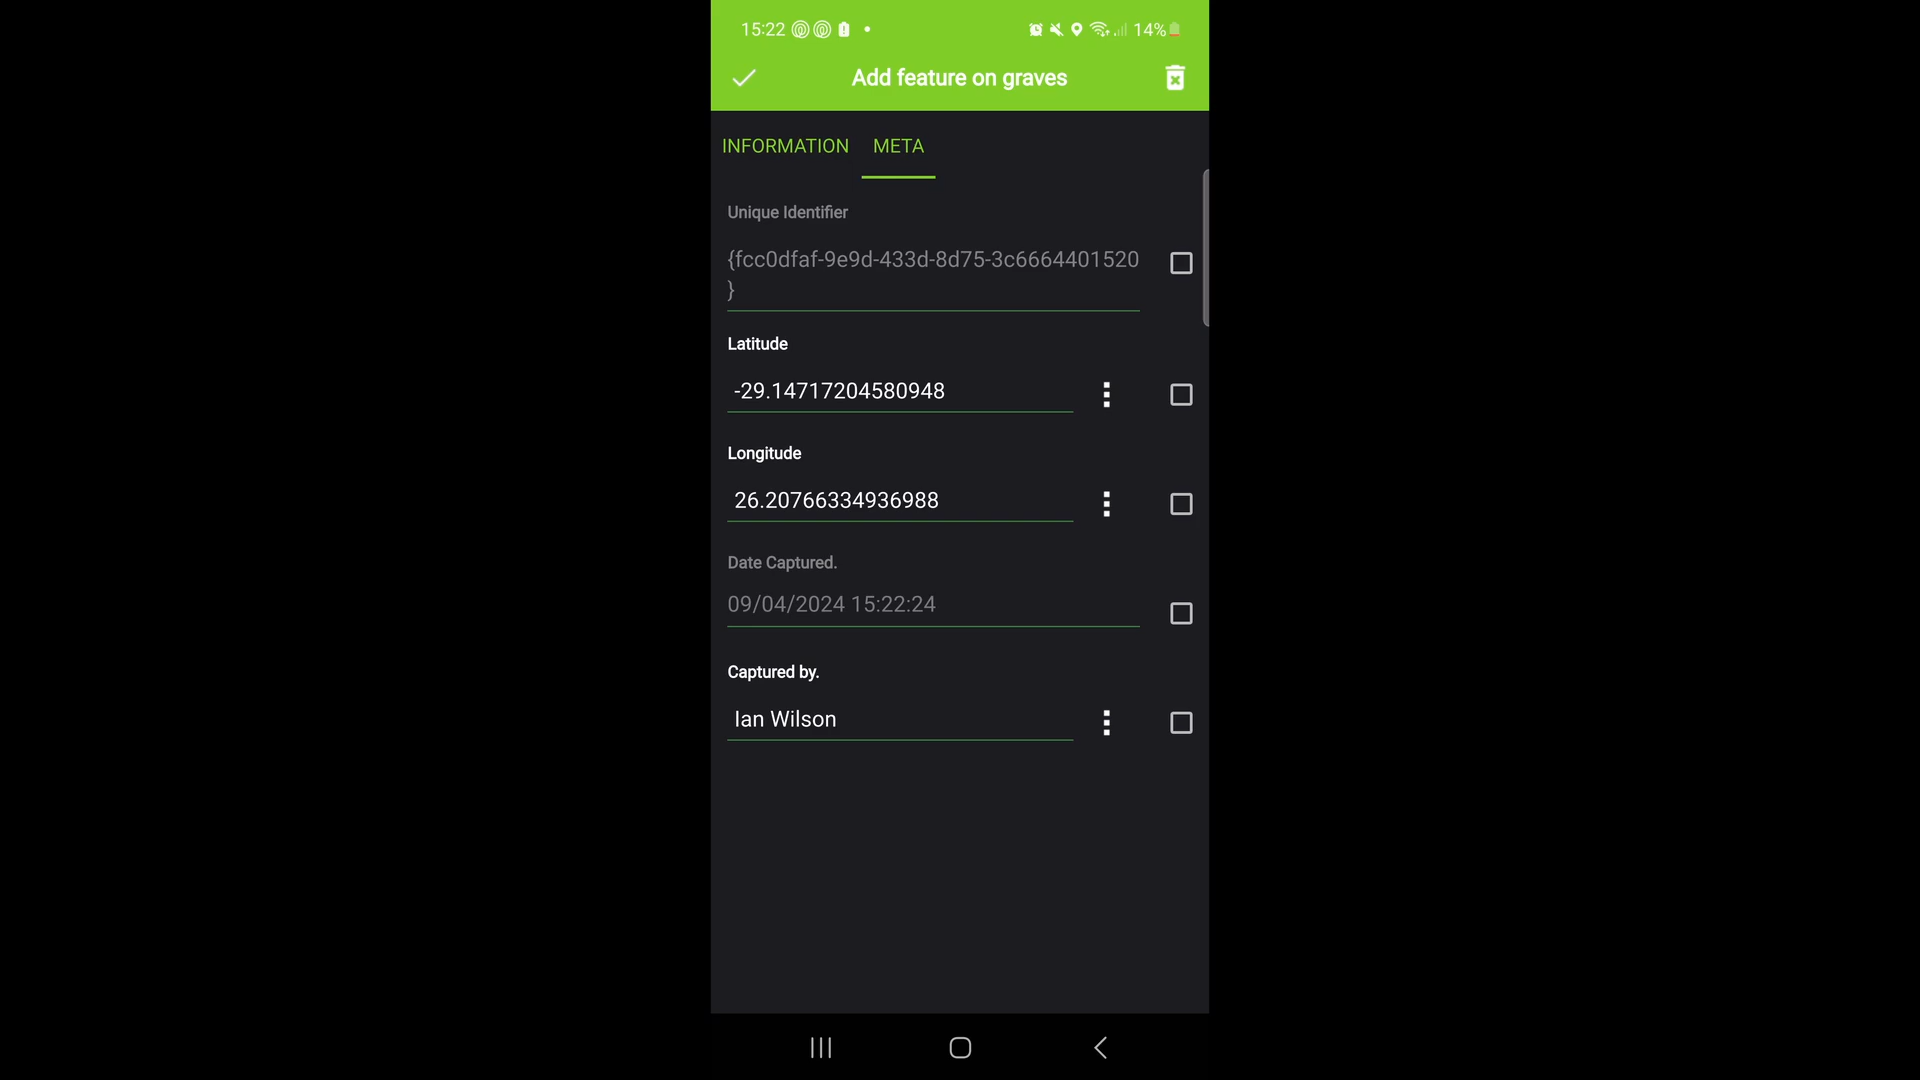 15:22 14%
Add feature on graves
INFORMATION META
Unique Identifier
{fcc0dfaf-9e9d-433d-8d75-3c6664401520
}
Latitude
-29.14717204580948
Longitude
26.20766334936988
Date Captured.
09/04/2024 15:22:24
Captured by.
Ian Wilson